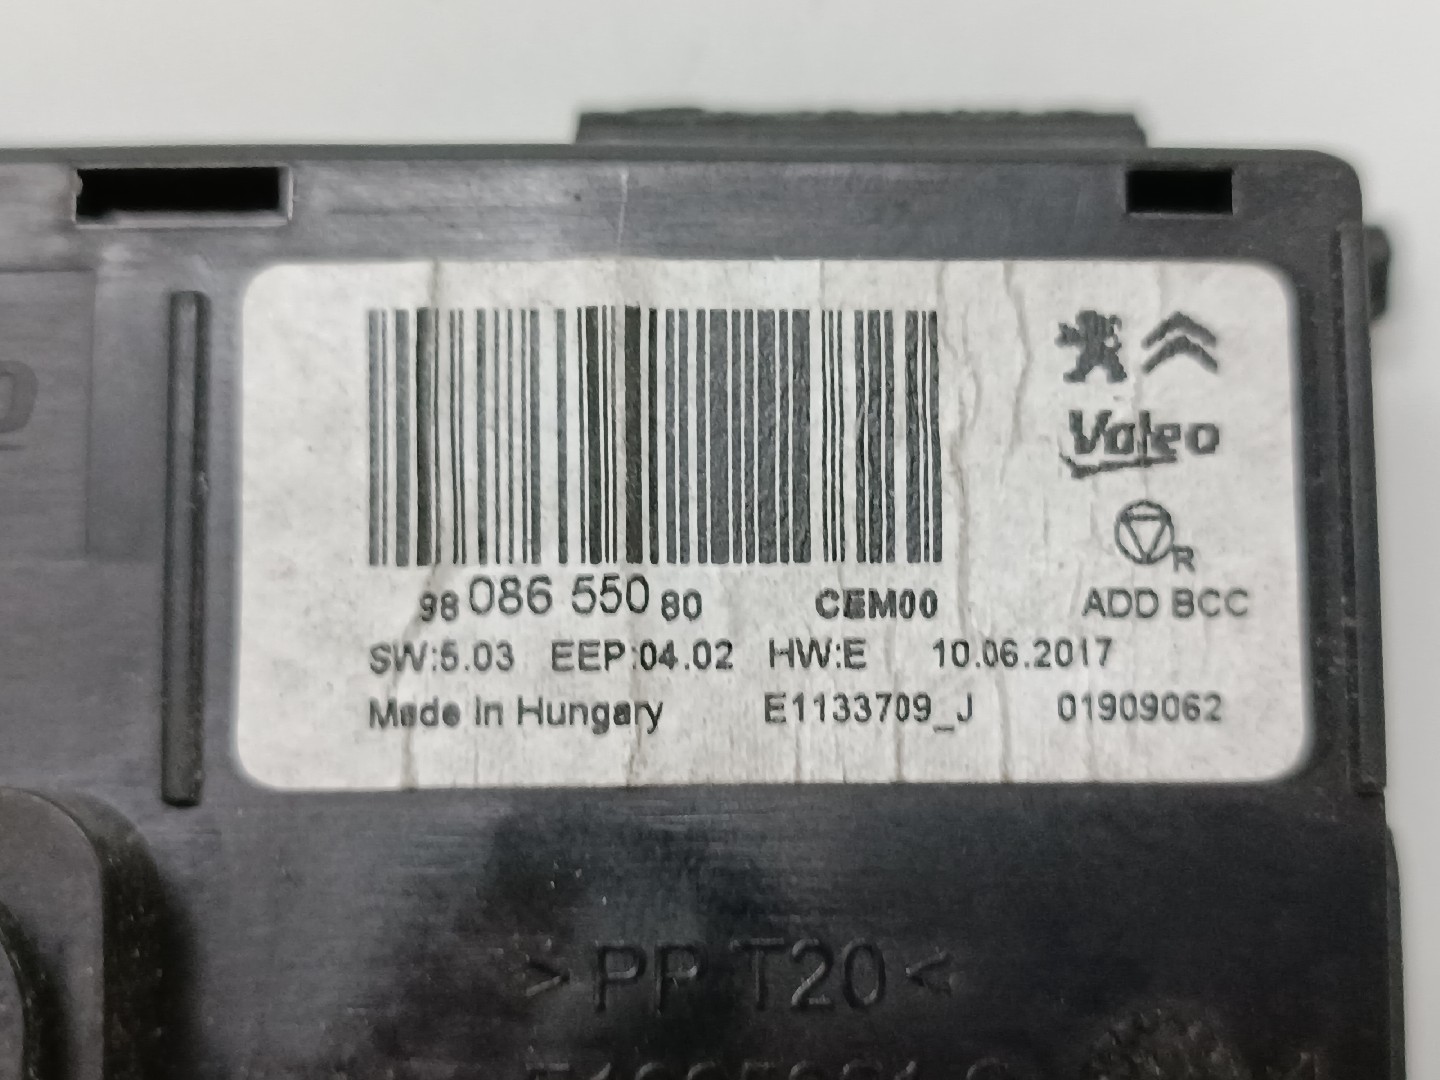 Valeo
R
98 086 550 80 CEM00 ADD BCC
SW:5.03 EEP:04.02 HW:E 10.06.2017
Made In Hungary E1133709_J 01909062
>PP T20<